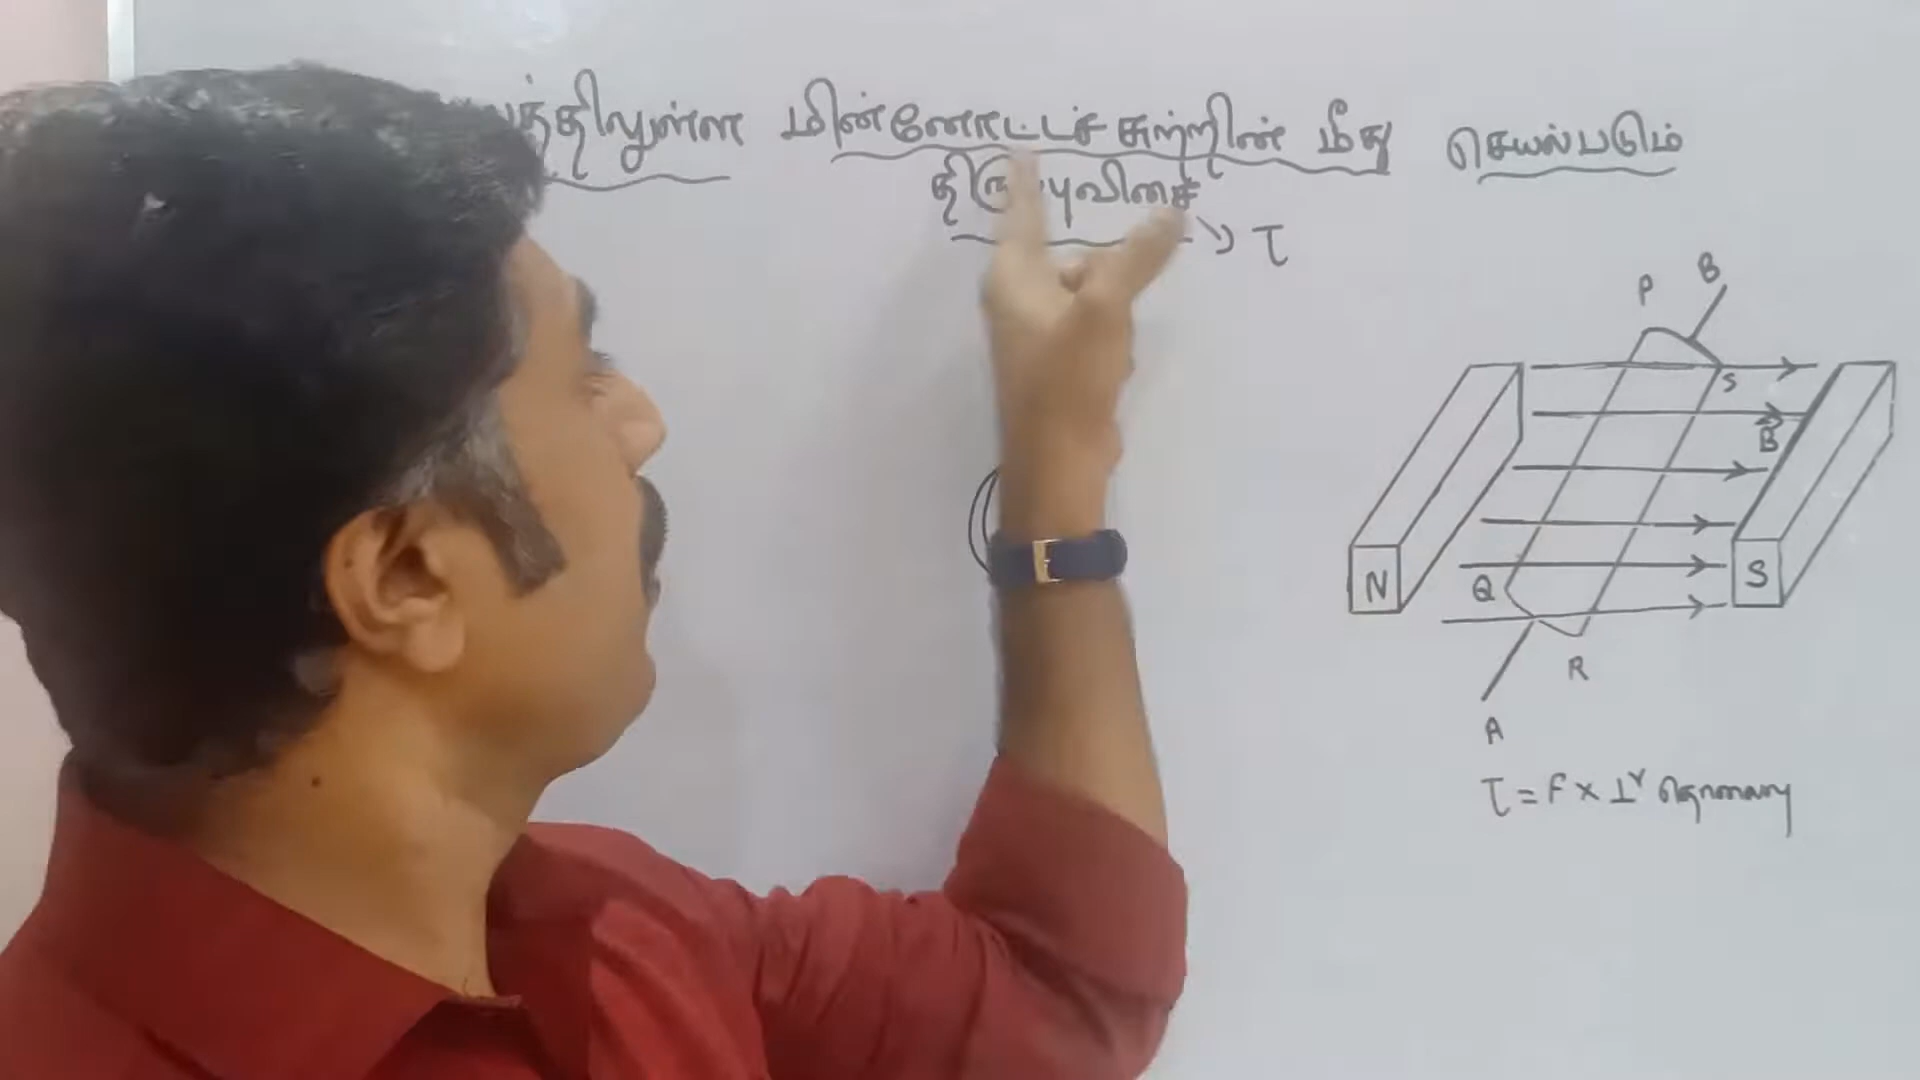 மின்னோட்டச்சுற்றின் மீது செயல்படும்
τ
P
B
S
B
N
Q
S
R
A
τ = F × ⊥r தொலைவு